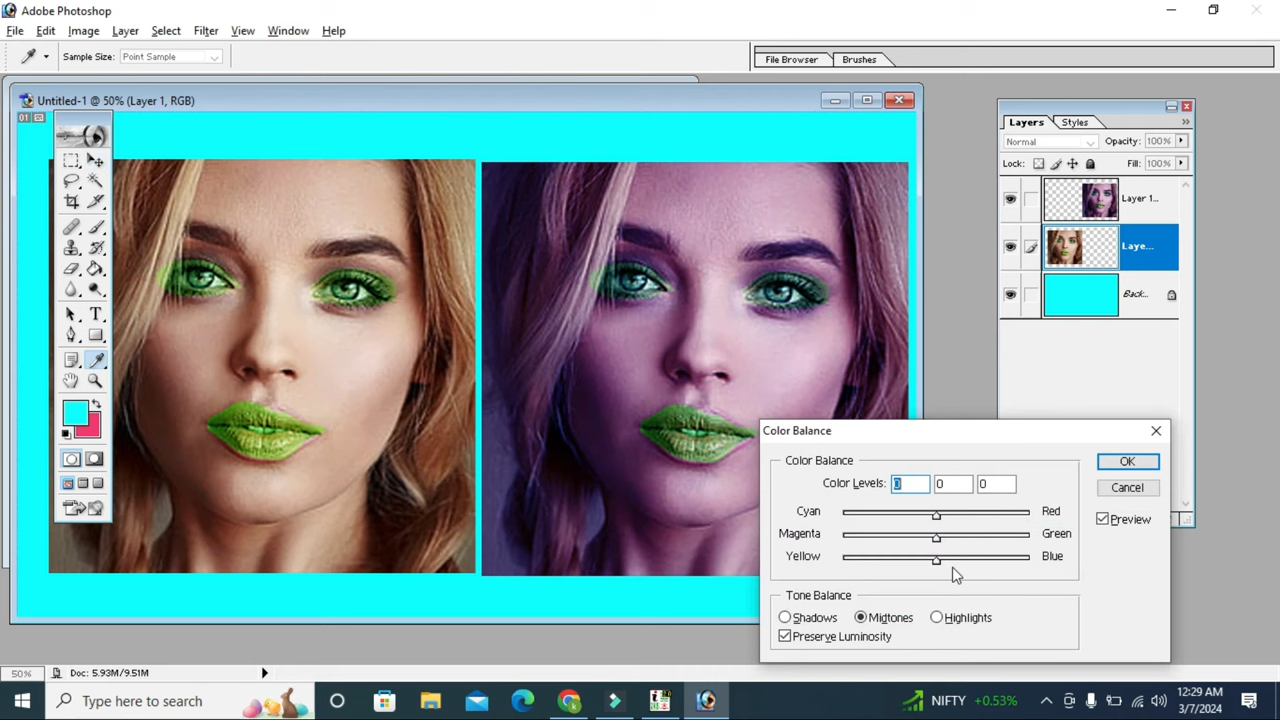 Adobe Photoshop
File Edit Image Layer Select Filter View Window Help
Sample Size: Point Sample
File Browser Brushes
Untitled-1 @ 50% (Layer 1, RGB)
01
Layers Styles
Normal Opacity: 100%
Lock: Fill: 100%
Layer 1...
Laye...
Back...
T
Color Balance
Color Balance
OK
Color Levels: 0 0 0
Cancel
Cyan Red
Preview
Magenta Green
Yellow Blue
Tone Balance
Shadows Midtones Highlights
Preserve Luminosity
50% Doc: 5.93M/9.51M
Type here to search
NIFTY +0.53%
12:29 AM
3/7/2024